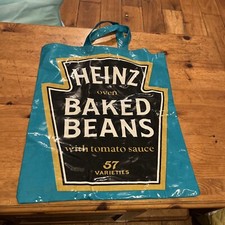 HEINZ
oven
BAKED
BEANS
with tomato sauce
57
VARIETIES